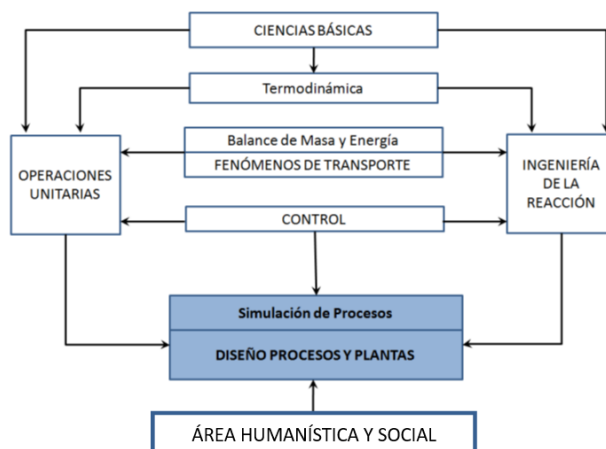 CIENCIAS BÁSICAS
Termodinámica
Balance de Masa y Energía
FENÓMENOS DE TRANSPORTE
OPERACIONES
UNITARIAS
INGENIERÍA
DE LA
REACCIÓN
CONTROL
Simulación de Procesos
DISEÑO PROCESOS Y PLANTAS
ÁREA HUMANÍSTICA Y SOCIAL